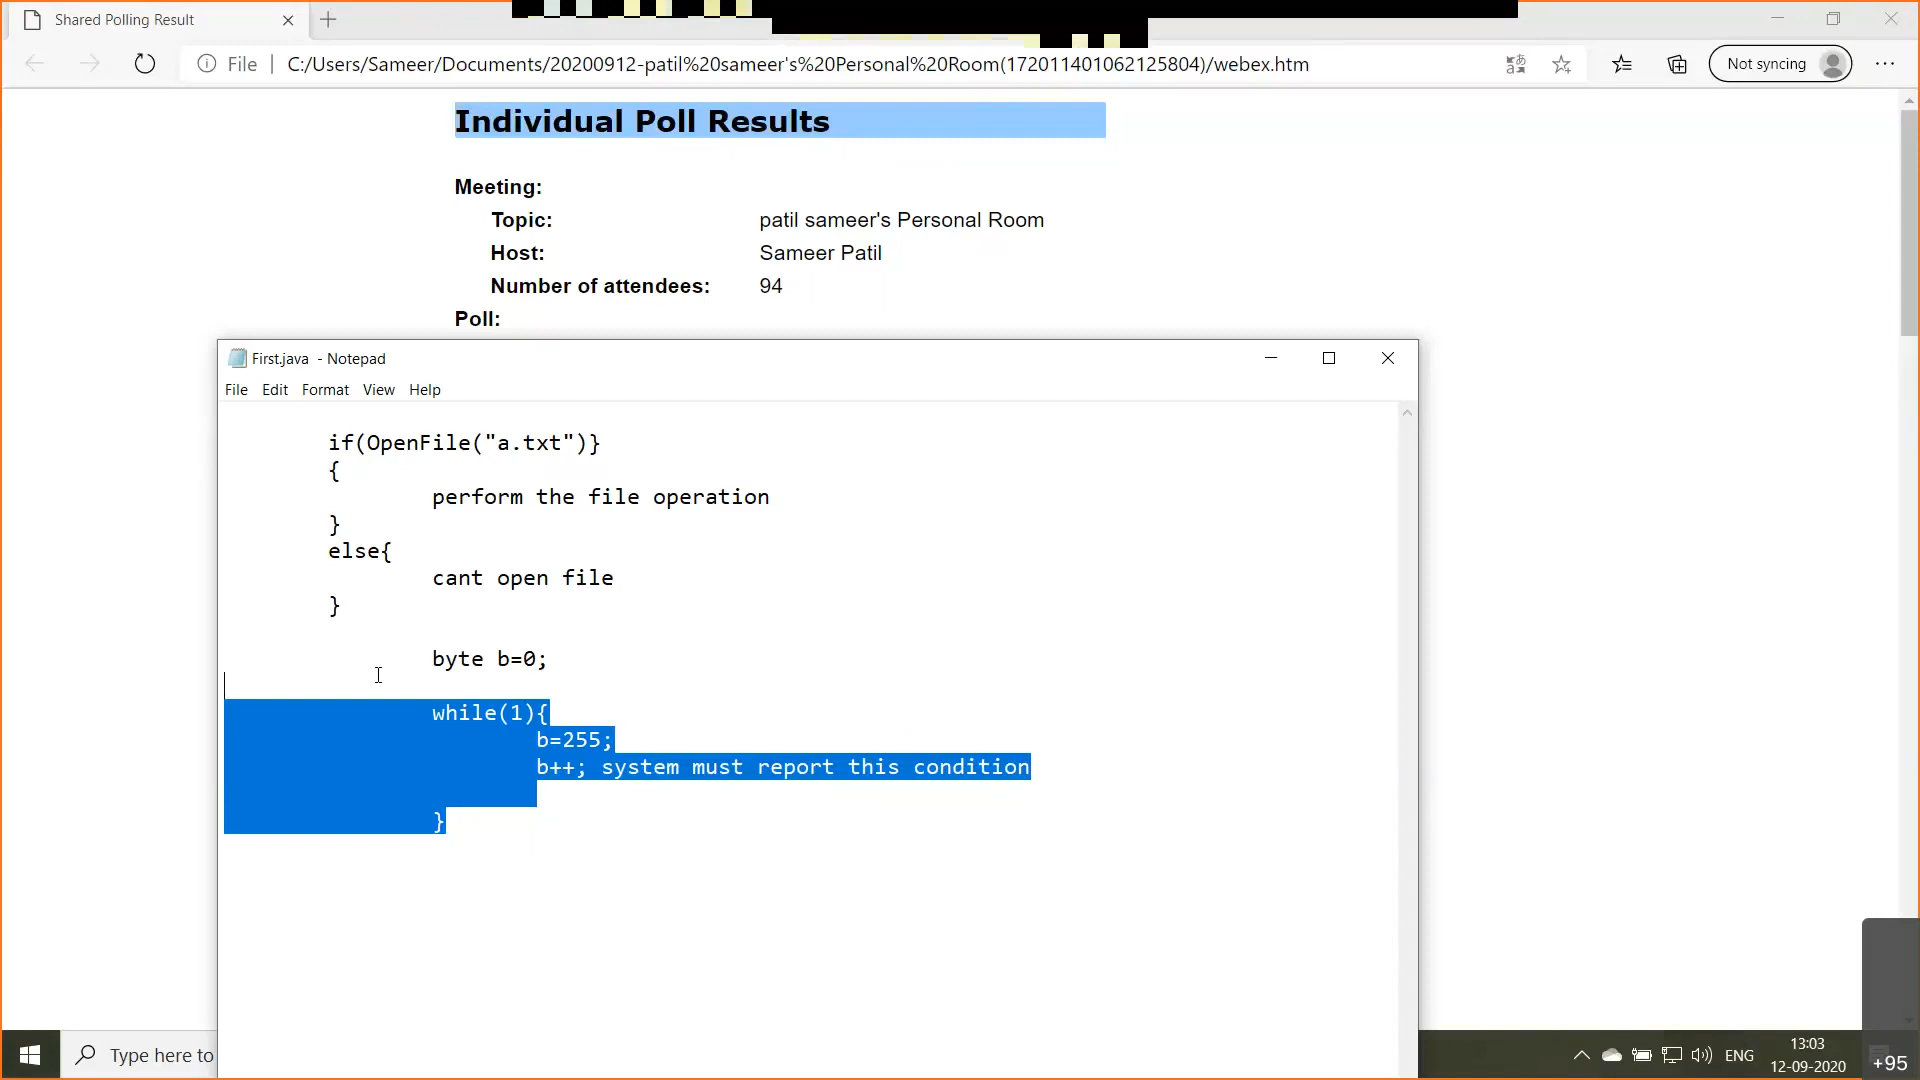 Shared Polling Result
File
C:/Users/Sameer/Documents/20200912-patil%20sameer's%20Personal%20Room(172011401062125804)/webex.htm
Not syncing
Individual Poll Results
Meeting:
Topic: patil sameer's Personal Room
Host: Sameer Patil
Number of attendees: 94
Poll:
First.java - Notepad
File Edit Format View Help
if(OpenFile("a.txt")}
{
perform the file operation
}
else{
cant open file
}
byte b=0;
while(1){
b=255;
b++; system must report this condition
}
Type here to
ENG
13:03
12-09-2020
+95